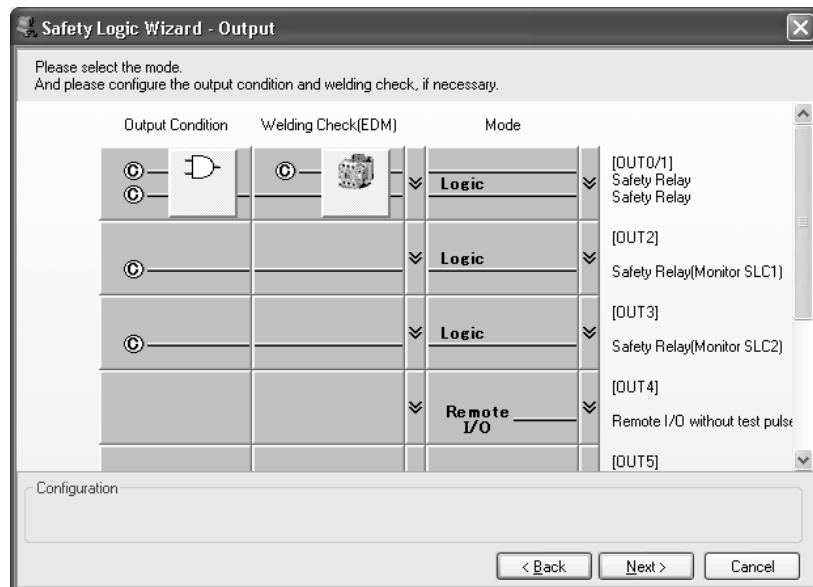 Safety Logic Wizard - Output
Please select the mode.
And please configure the output condition and welding check, if necessary.
Output Condition Welding Check(EDM) Mode
C C Logic [OUT0/1]
C Safety Relay
Safety Relay
C Logic [OUT2]
Safety Relay(Monitor SLC1)
C Logic [OUT3]
Safety Relay(Monitor SLC2)
Remote I/O [OUT4]
Remote I/O without test pulse
[OUT5]
Configuration
< Back Next > Cancel